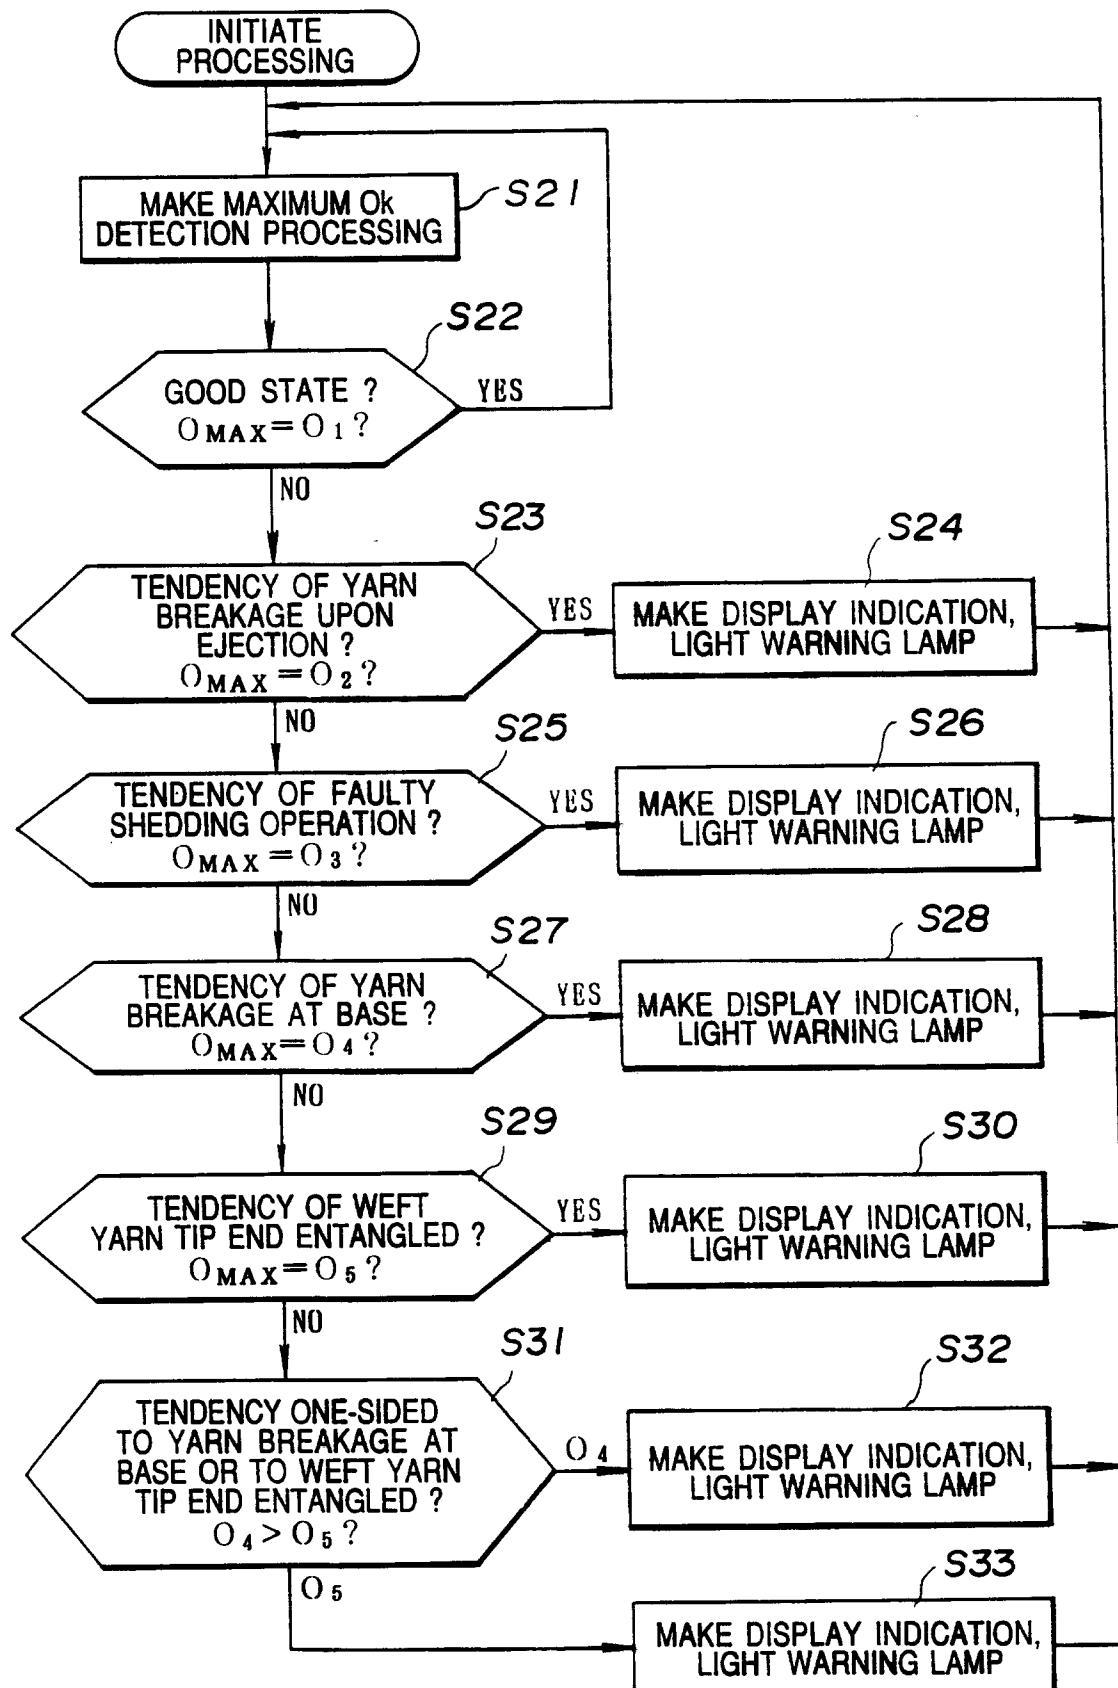 INITIATE
PROCESSING
MAKE MAXIMUM Ok
DETECTION PROCESSING
S21
S22
GOOD STATE ?
OMAX=O1?
YES
NO
S23
TENDENCY OF YARN
BREAKAGE UPON
EJECTION ?
OMAX=O2?
YES
S24
MAKE DISPLAY INDICATION,
LIGHT WARNING LAMP
NO
S25
TENDENCY OF FAULTY
SHEDDING OPERATION ?
OMAX=O3?
YES
S26
MAKE DISPLAY INDICATION,
LIGHT WARNING LAMP
NO
S27
TENDENCY OF YARN
BREAKAGE AT BASE ?
OMAX=O4?
YES
S28
MAKE DISPLAY INDICATION,
LIGHT WARNING LAMP
NO
S29
TENDENCY OF WEFT
YARN TIP END ENTANGLED ?
OMAX=O5?
YES
S30
MAKE DISPLAY INDICATION,
LIGHT WARNING LAMP
NO
S31
TENDENCY ONE-SIDED
TO YARN BREAKAGE AT
BASE OR TO WEFT YARN
TIP END ENTANGLED ?
O4>O5?
O4
S32
MAKE DISPLAY INDICATION,
LIGHT WARNING LAMP
O5
S33
MAKE DISPLAY INDICATION,
LIGHT WARNING LAMP